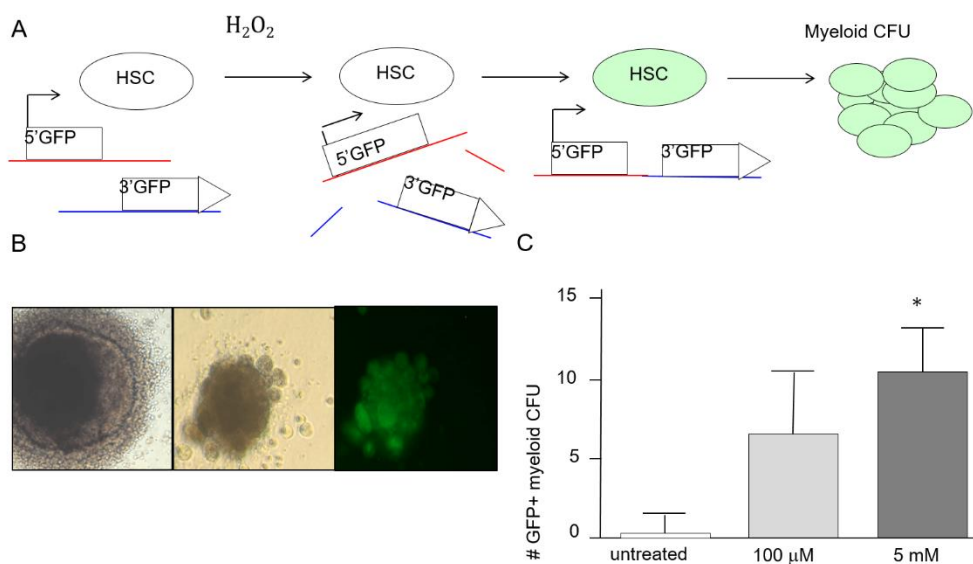 A
H₂O₂
Myeloid CFU
HSC
HSC
HSC
5'GFP
5'GFP
5'GFP
3'GFP
3'GFP
3'GFP
B
C
# GFP+ myeloid CFU
15
*
10
5
0
untreated
100 μM
5 mM